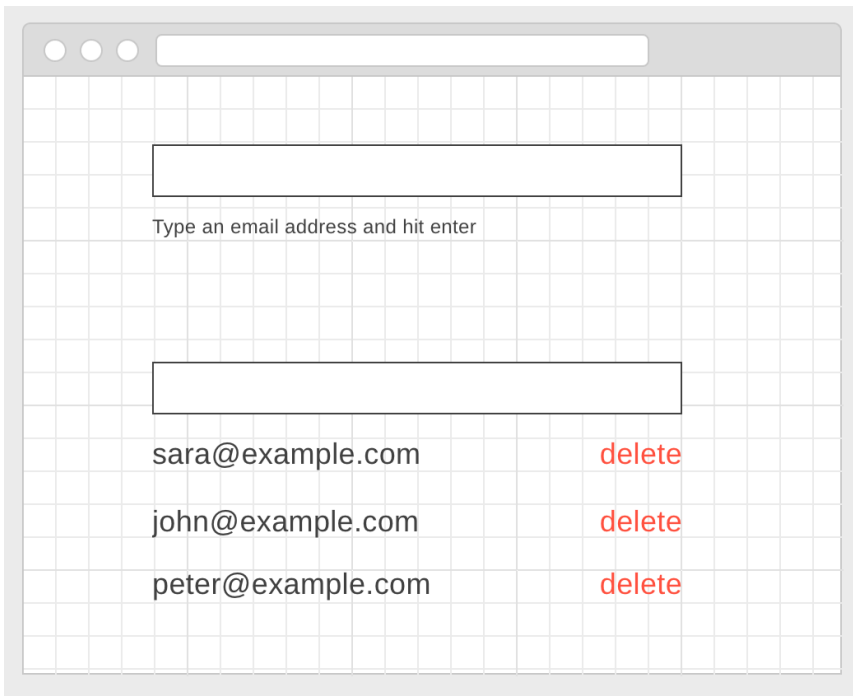 Type an email address and hit enter
sara@example.com delete
john@example.com delete
peter@example.com delete